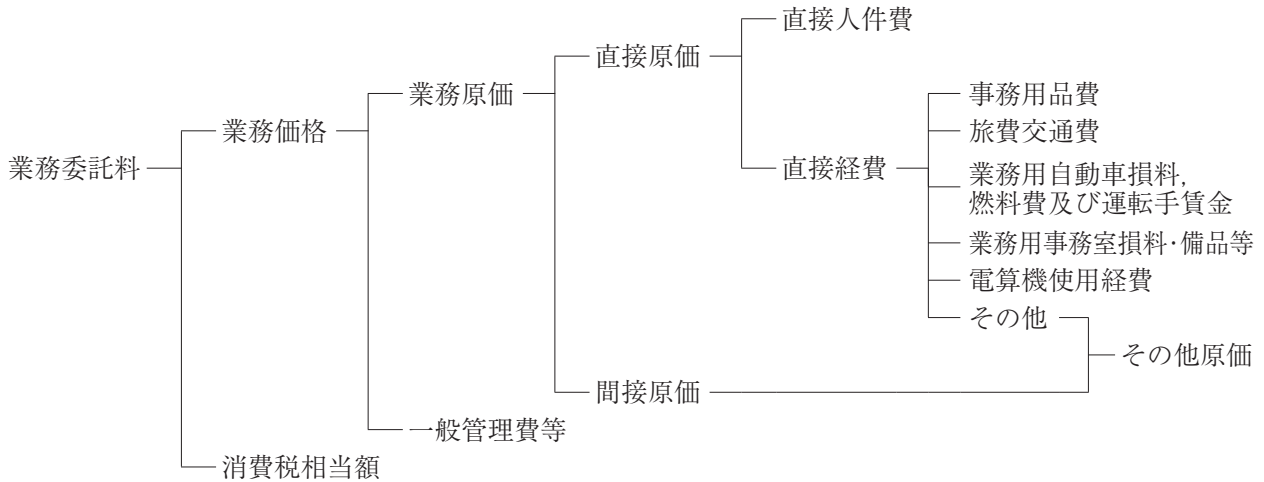 直接人件費
直接原価
業務原価
事務用品費
業務価格
旅費交通費
業務委託料
直接経費
業務用自動車損料,
燃料費及び運転手賃金
業務用事務室損料・備品等
電算機使用経費
その他
その他原価
間接原価
一般管理費等
消費税相当額